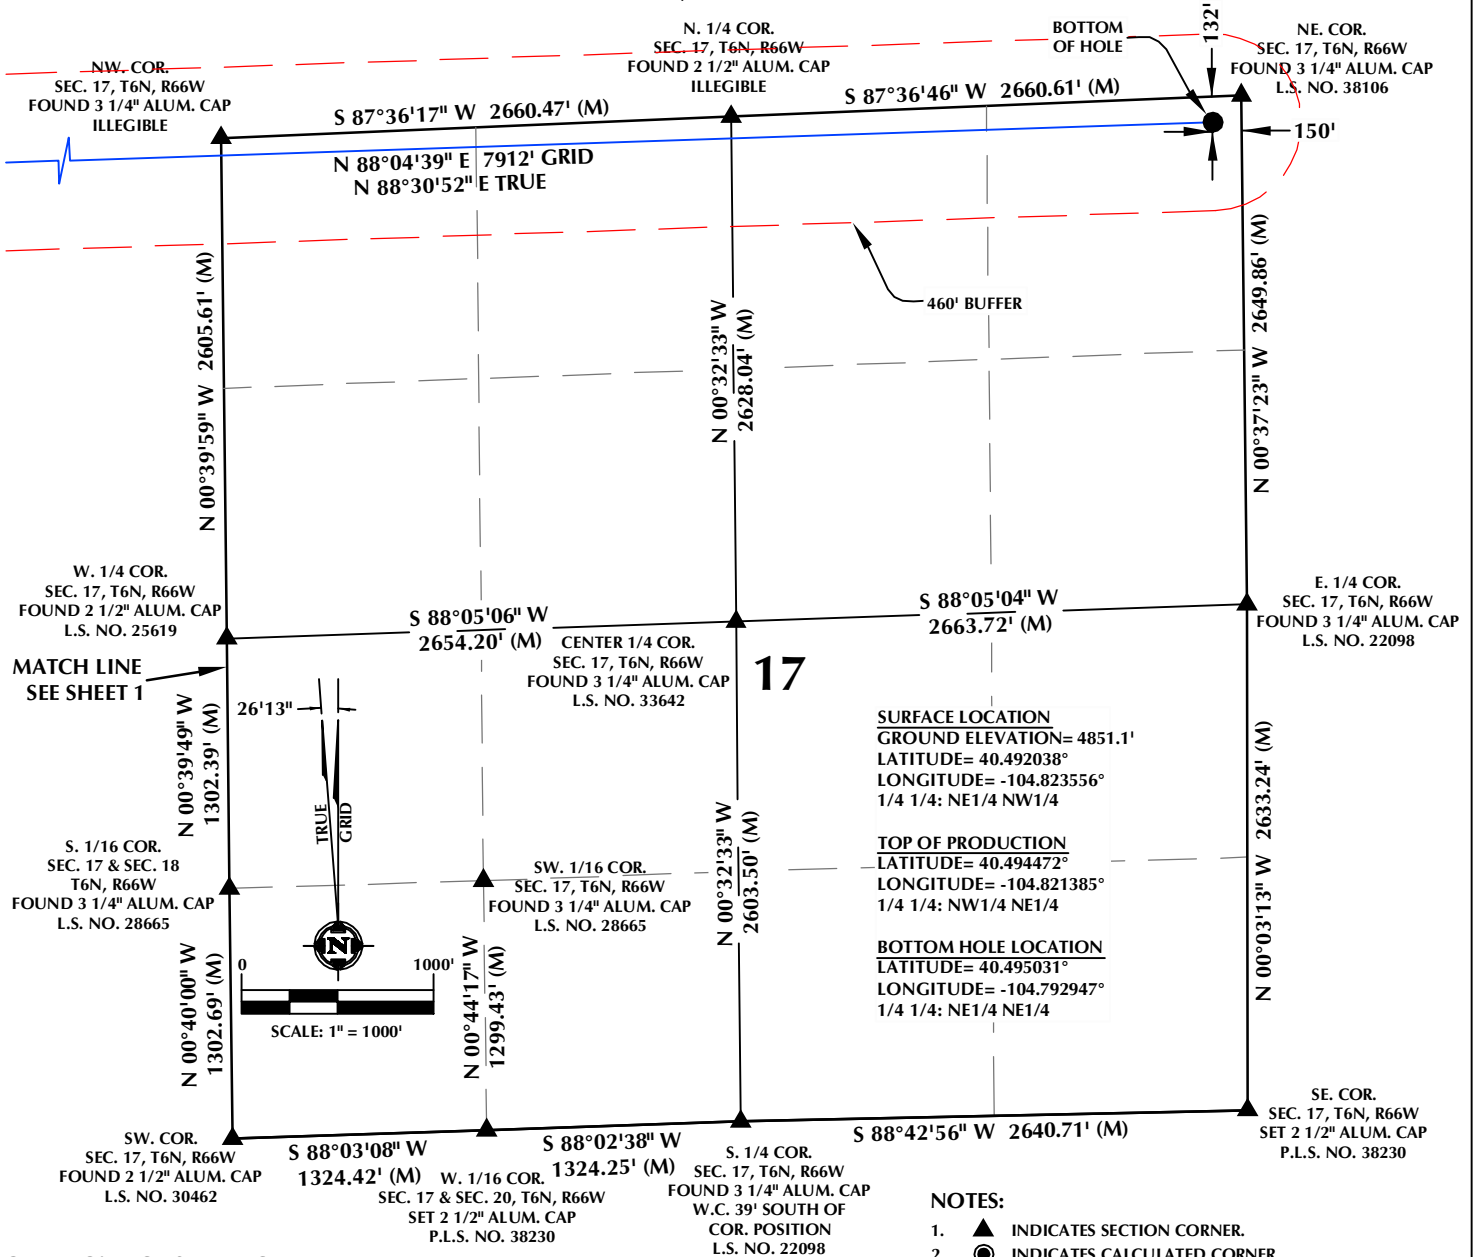 NW. COR.
SEC. 17, T6N, R66W
FOUND 3 1/4" ALUM. CAP
ILLEGIBLE
N. 1/4 COR.
SEC. 17, T6N, R66W
FOUND 2 1/2" ALUM. CAP
ILLEGIBLE
BOTTOM
OF HOLE
132'
NE. COR.
SEC. 17, T6N, R66W
FOUND 3 1/4" ALUM. CAP
L.S. NO. 38106
S 87°36'17" W 2660.47' (M)
S 87°36'46" W 2660.61' (M)
150'
N 88°04'39" E 7912' GRID
N 88°30'52" E TRUE
460' BUFFER
N 00°39'59" W 2605.61' (M)
N 00°32'33" W
2628.04' (M)
N 00°37'23" W 2649.86' (M)
W. 1/4 COR.
SEC. 17, T6N, R66W
FOUND 2 1/2" ALUM. CAP
L.S. NO. 25619
S 88°05'06" W
2654.20' (M)
CENTER 1/4 COR.
SEC. 17, T6N, R66W
FOUND 3 1/4" ALUM. CAP
L.S. NO. 33642
S 88°05'04" W
2663.72' (M)
E. 1/4 COR.
SEC. 17, T6N, R66W
FOUND 3 1/4" ALUM. CAP
L.S. NO. 22098
MATCH LINE
SEE SHEET 1
17
26'13"
TRUE
GRID
N
N 00°39'49" W
1302.39' (M)
SURFACE LOCATION
GROUND ELEVATION= 4851.1'
LATITUDE= 40.492038°
LONGITUDE= -104.823556°
1/4 1/4: NE1/4 NW1/4
TOP OF PRODUCTION
LATITUDE= 40.494472°
LONGITUDE= -104.821385°
1/4 1/4: NW1/4 NE1/4
BOTTOM HOLE LOCATION
LATITUDE= 40.495031°
LONGITUDE= -104.792947°
1/4 1/4: NE1/4 NE1/4
N 00°32'33" W
2603.50' (M)
N 00°03'13" W 2633.24' (M)
S. 1/16 COR.
SEC. 17 & SEC. 18
T6N, R66W
FOUND 3 1/4" ALUM. CAP
L.S. NO. 28665
SW. 1/16 COR.
SEC. 17, T6N, R66W
FOUND 3 1/4" ALUM. CAP
L.S. NO. 28665
0 1000'
SCALE: 1" = 1000'
N 00°40'00" W
1302.69' (M)
N 00°44'17" W
1299.43' (M)
SW. COR.
SEC. 17, T6N, R66W
FOUND 2 1/2" ALUM. CAP
L.S. NO. 30462
S 88°03'08" W
1324.42' (M)
W. 1/16 COR.
SEC. 17 & SEC. 20, T6N, R66W
SET 2 1/2" ALUM. CAP
P.L.S. NO. 38230
S 88°02'38" W
1324.25' (M)
S. 1/4 COR.
SEC. 17, T6N, R66W
FOUND 3 1/4" ALUM. CAP
W.C. 39' SOUTH OF
COR. POSITION
L.S. NO. 22098
S 88°42'56" W 2640.71' (M)
SE. COR.
SEC. 17, T6N, R66W
SET 2 1/2" ALUM. CAP
P.L.S. NO. 38230
NOTES:
1. INDICATES SECTION CORNER.
2. INDICATES CALCULATED CORNER